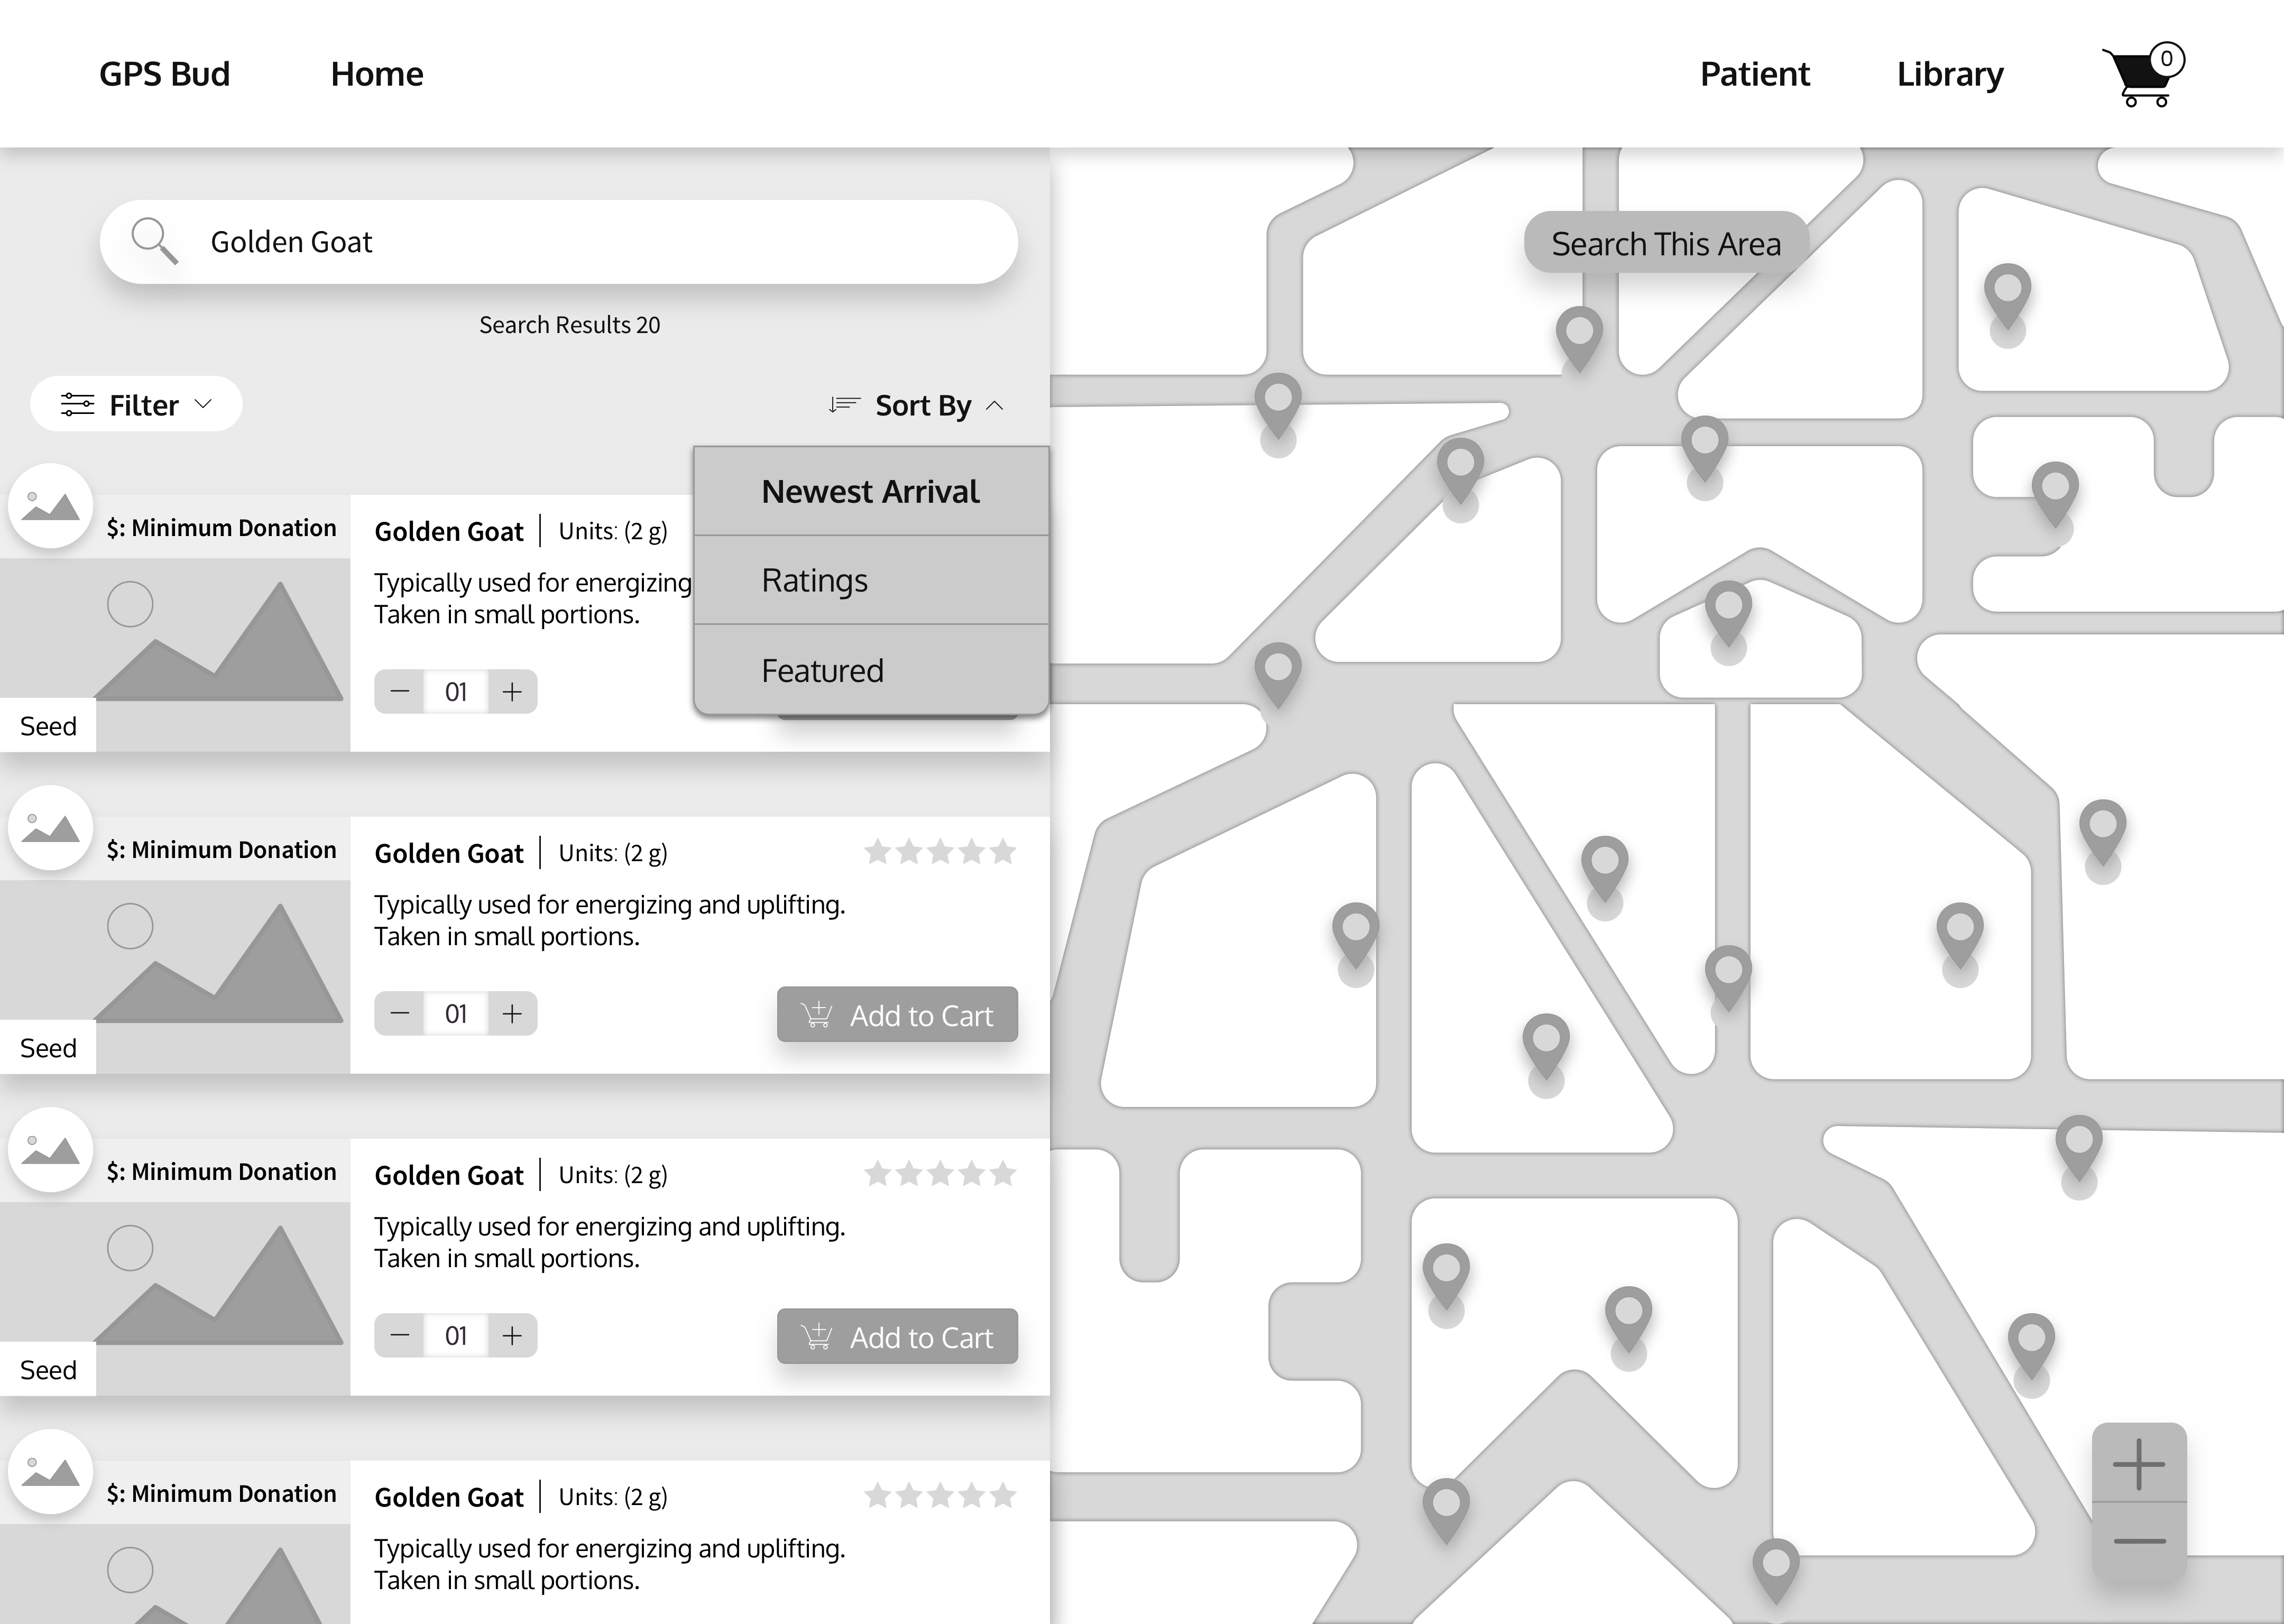 GPS Bud
Home
Patient
Library
0
Golden Goat
Search This Area
Search Results 20
Filter
Sort By
Newest Arrival
Ratings
Featured
$: Minimum Donation
Golden Goat
Units: (2 g)
Typically used for energizing
Taken in small portions.
01
Seed
$: Minimum Donation
Golden Goat
Units: (2 g)
Typically used for energizing and uplifting.
Taken in small portions.
01
Add to Cart
Seed
$: Minimum Donation
Golden Goat
Units: (2 g)
Typically used for energizing and uplifting.
Taken in small portions.
01
Add to Cart
Seed
$: Minimum Donation
Golden Goat
Units: (2 g)
Typically used for energizing and uplifting.
Taken in small portions.